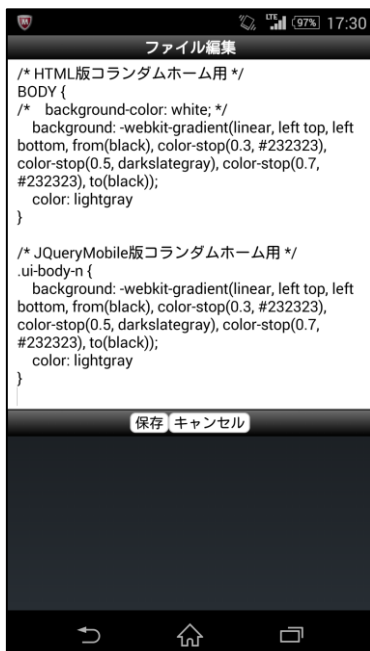 LTE 97% 17:30
ファイル編集
/* HTML版コランダムホーム用 */
BODY {
/*    background-color: white; */
    background: -webkit-gradient(linear, left top, left
bottom, from(black), color-stop(0.3, #232323),
color-stop(0.5, darkslategray), color-stop(0.7,
#232323), to(black));
    color: lightgray
}
/* JQueryMobile版コランダムホーム用 */
.ui-body-n {
    background: -webkit-gradient(linear, left top, left
bottom, from(black), color-stop(0.3, #232323),
color-stop(0.5, darkslategray), color-stop(0.7,
#232323), to(black));
    color: lightgray
}
保存 キャンセル